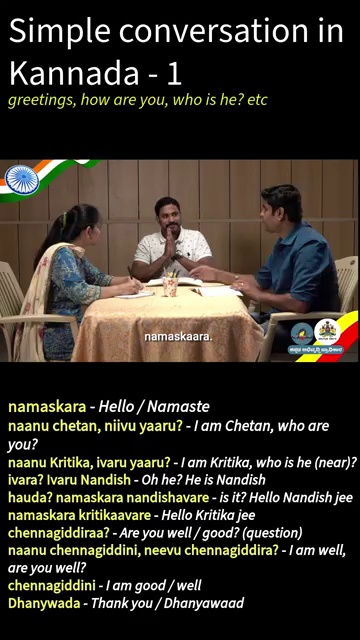 Simple conversation in
Kannada - 1
greetings, how are you, who is he? etc
namaskaara.
namaskara - Hello / Namaste
naanu chetan, niivu yaaru? - I am Chetan, who are
you?
naanu Kritika, ivaru yaaru? - I am Kritika, who is he (near)?
ivara? Ivaru Nandish - Oh he? He is Nandish
hauda? namaskara nandishavare - is it? Hello Nandish jee
namaskara kritikaavare - Hello Kritika jee
chennagiddiraa? - Are you well / good? (question)
naanu chennagiddini, neevu chennagiddira? - I am well,
are you well?
chennagiddini - I am good / well
Dhanywada - Thank you / Dhanyawaad